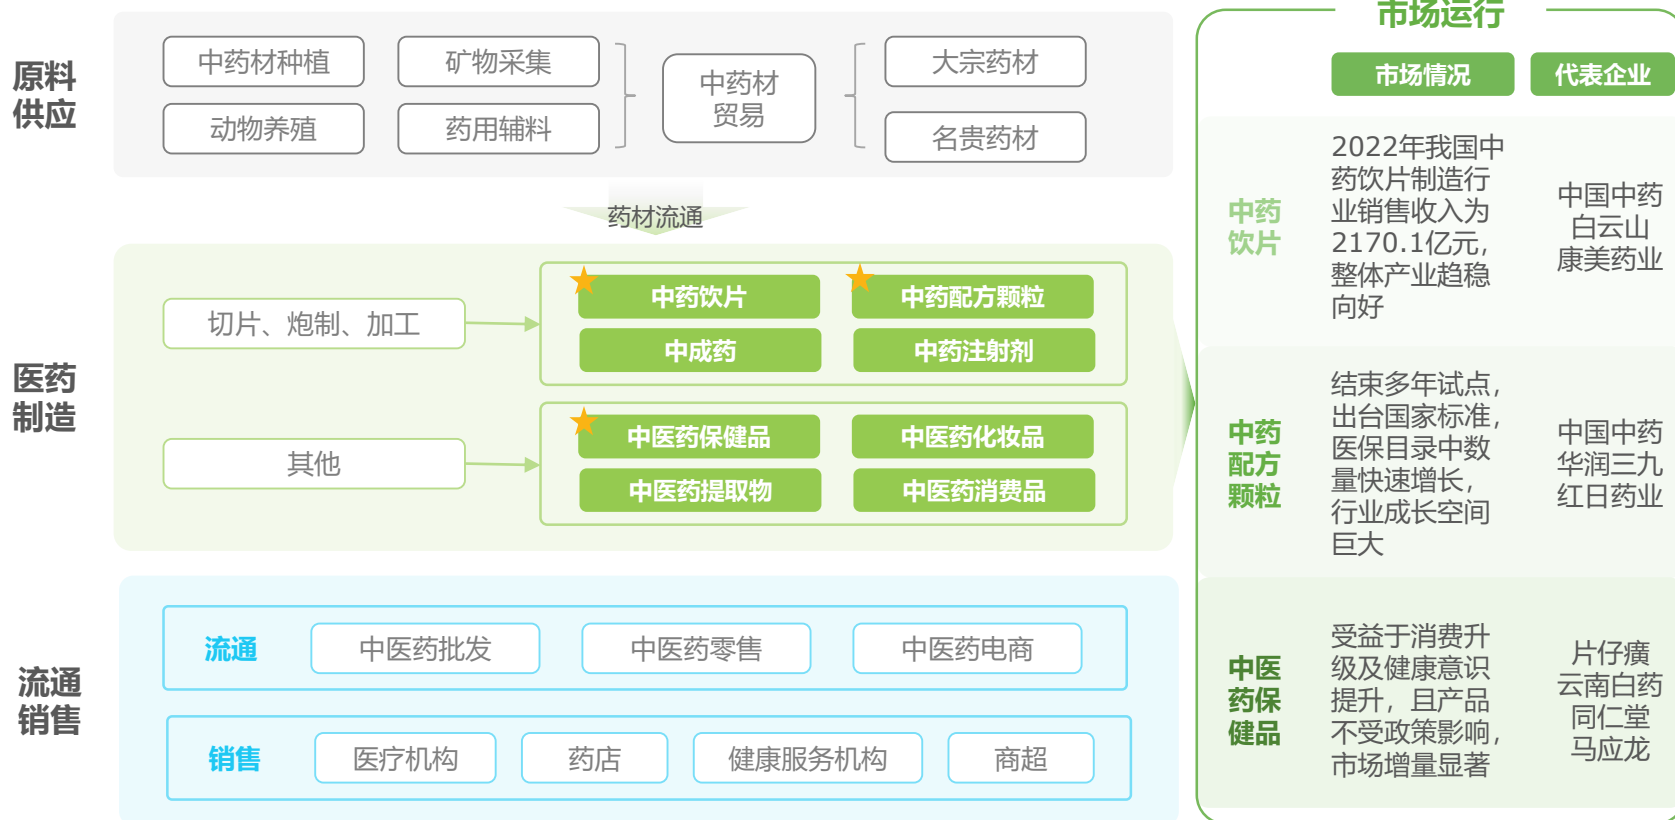 原料
供应
中药材种植
矿物采集
动物养殖
药用辅料
中药材
贸易
大宗药材
名贵药材
药材流通
医药
制造
切片、炮制、加工
中药饮片
中药配方颗粒
中成药
中药注射剂
其他
中医药保健品
中医药化妆品
中医药提取物
中医药消费品
流通
销售
流通
中医药批发
中医药零售
中医药电商
销售
医疗机构
药店
健康服务机构
商超
市场运行
市场情况
代表企业
中药
饮片
2022年我国中
药饮片制造行
业销售收入为
2170.1亿元，
整体产业趋稳
向好
中国中药
白云山
康美药业
中药
配方
颗粒
结束多年试点，
出台国家标准，
医保目录中数
量快速增长，
行业成长空间
巨大
中国中药
华润三九
红日药业
中医
药保
健品
受益于消费升
级及健康意识
提升，且产品
不受政策影响，
市场增量显著
片仔癀
云南白药
同仁堂
马应龙